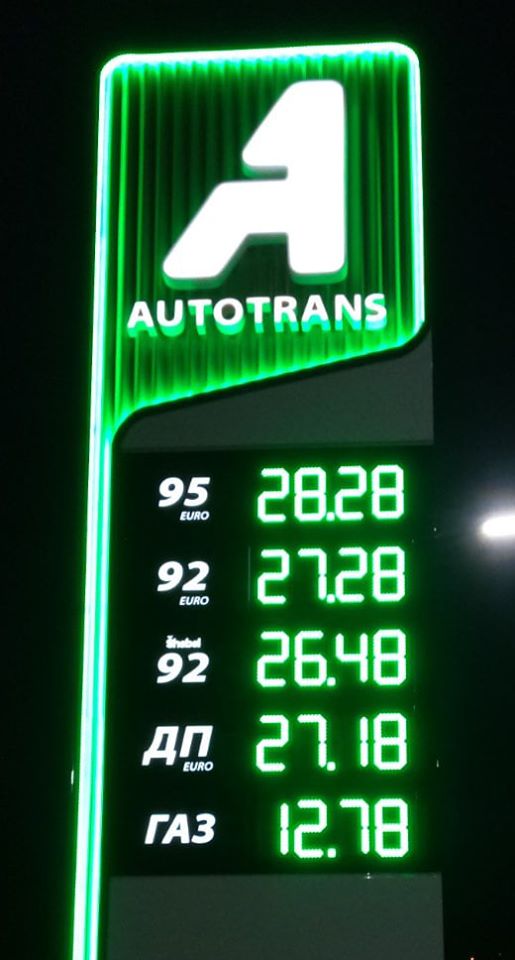 AUTOTRANS
95 EURO 28.28
92 EURO 27.28
Shebel 92 26.48
ДП EURO 27.18
ГАЗ 12.78